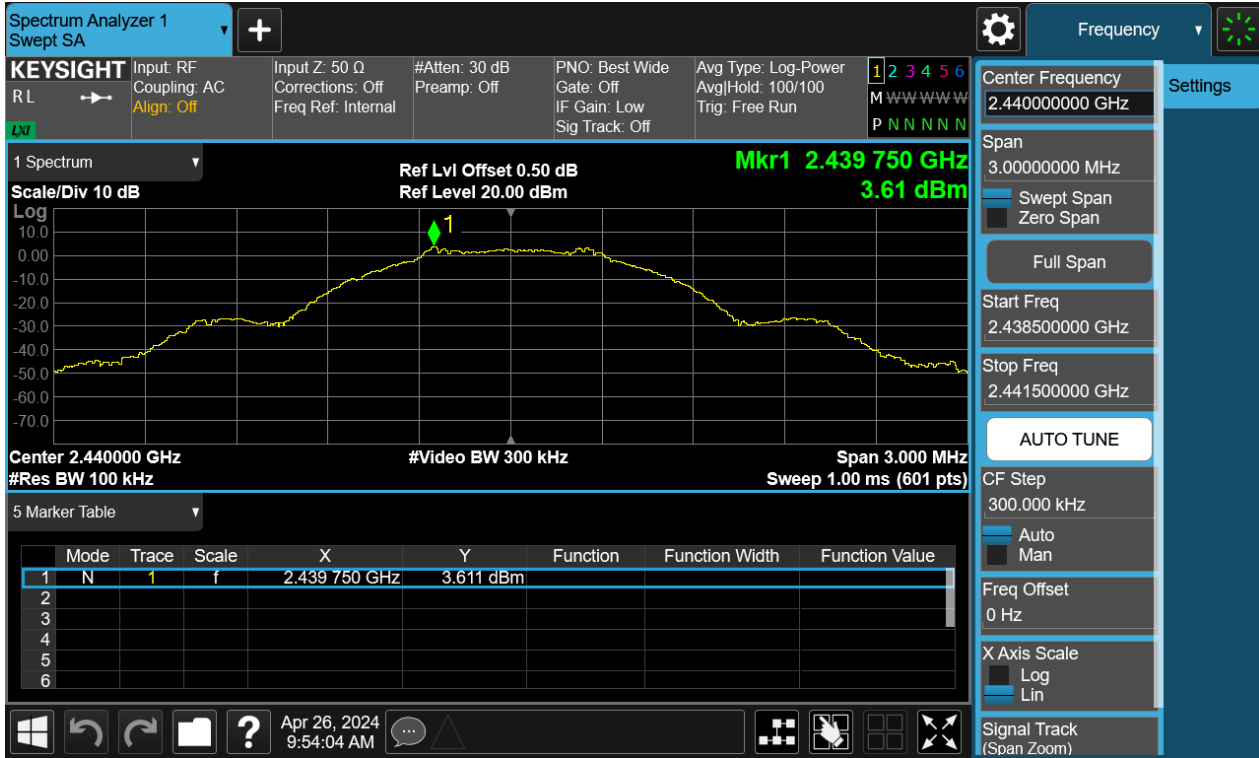 Spectrum Analyzer 1
Swept SA
Frequency
KEYSIGHT
R L
LXI
Input: RF
Coupling: AC
Align: Off
Input Z: 50 Ω
Corrections: Off
Freq Ref: Internal
#Atten: 30 dB
Preamp: Off
PNO: Best Wide
Gate: Off
IF Gain: Low
Sig Track: Off
Avg Type: Log-Power
Avg|Hold: 100/100
Trig: Free Run
1 2 3 4 5 6
M W W W W W W
P N N N N N N
1 Spectrum
Scale/Div 10 dB
Ref Lvl Offset 0.50 dB
Ref Level 20.00 dBm
Mkr1 2.439 750 GHz
3.61 dBm
Log
1
10.0
0.00
-10.0
-20.0
-30.0
-40.0
-50.0
-60.0
-70.0
Center 2.440000 GHz
#Video BW 300 kHz
Span 3.000 MHz
#Res BW 100 kHz
Sweep 1.00 ms (601 pts)
5 Marker Table
Mode Trace Scale X Y Function Function Width Function Value
1 N 1 f 2.439 750 GHz 3.611 dBm
2
3
4
5
6
Apr 26, 2024
9:54:04 AM
?
Center Frequency
2.440000000 GHz
Settings
Span
3.00000000 MHz
Swept Span
Zero Span
Full Span
Start Freq
2.438500000 GHz
Stop Freq
2.441500000 GHz
AUTO TUNE
CF Step
300.000 kHz
Auto
Man
Freq Offset
0 Hz
X Axis Scale
Log
Lin
Signal Track
(Span Zoom)